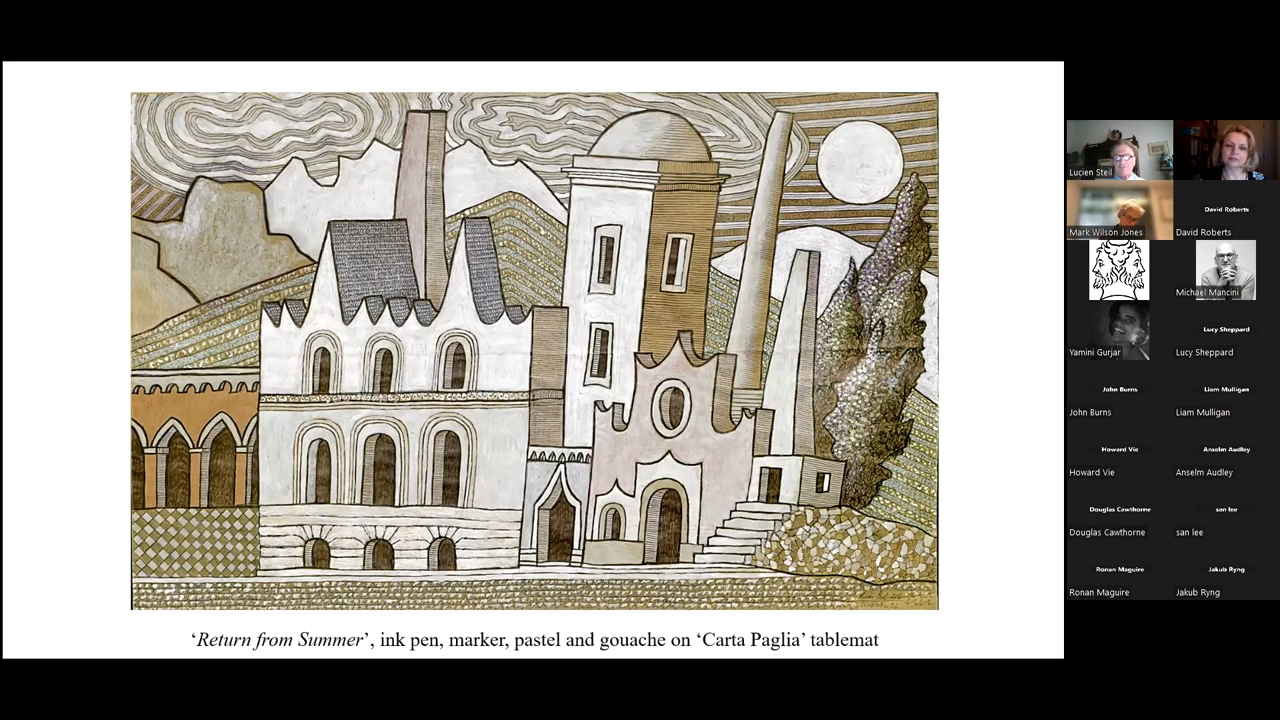 ‘Return from Summer’, ink pen, marker, pastel and gouache on ‘Carta Paglia’ tablemat
Lucien Steil
Mark Wilson Jones
David Roberts
David Roberts
Michael Mancini
Yamini Gurjar
Lucy Sheppard
Lucy Sheppard
John Burns
John Burns
Liam Mulligan
Liam Mulligan
Howard Vie
Howard Vie
Anselm Audley
Anselm Audley
Douglas Cawthorne
Douglas Cawthorne
san lee
san lee
Ronan Maguire
Ronan Maguire
Jakub Ryng
Jakub Ryng